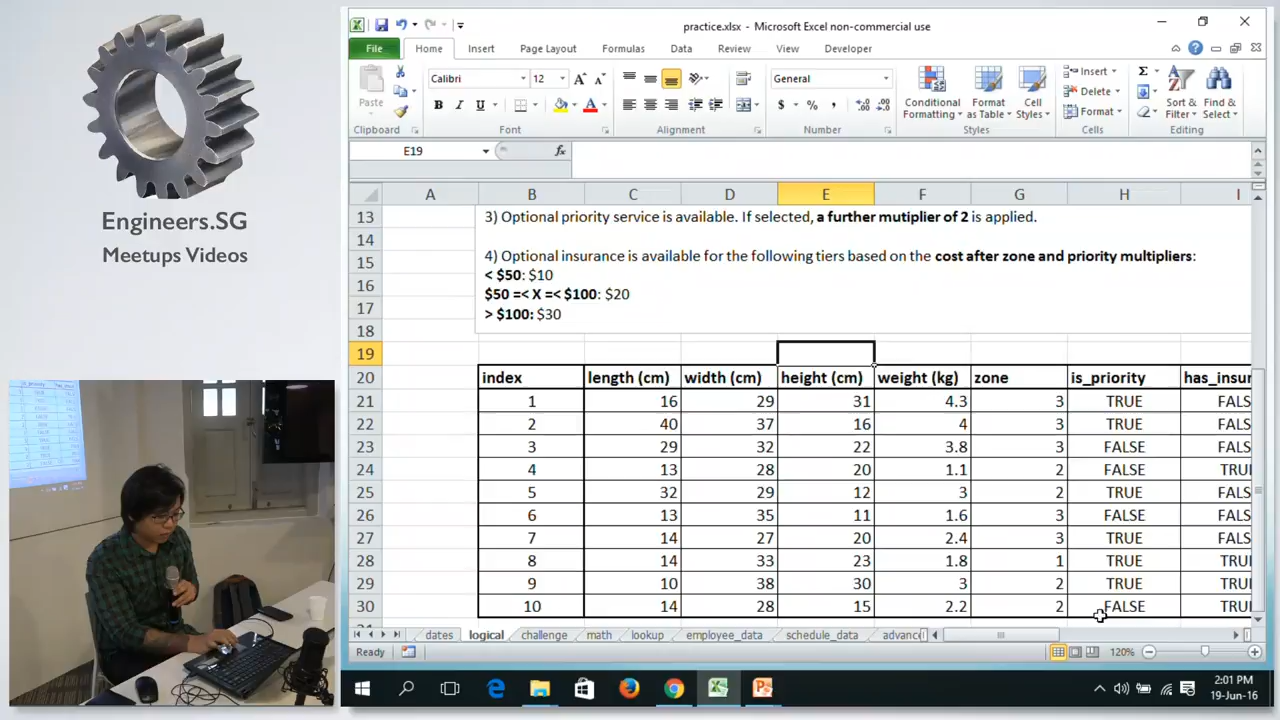 Engineers.SG
Meetups Videos
practice.xlsx - Microsoft Excel non-commercial use
File Home Insert Page Layout Formulas Data Review View Developer
Paste
Calibri 12
General
Conditional Formatting
Format as Table
Cell Styles
Insert
Delete
Format
Sort & Filter
Find & Select
Clipboard Font Alignment Number Styles Cells Editing
E19 fx
A B C D E F G H I
13 3) Optional priority service is available. If selected, a further mutiplier of 2 is applied.
14
15 4) Optional insurance is available for the following tiers based on the cost after zone and priority multipliers:
16 < $50: $10
17 $50 =< X =< $100: $20
18 > $100: $30
19
20 index length (cm) width (cm) height (cm) weight (kg) zone is_priority has_insur
21 1 16 29 31 4.3 3 TRUE FALS
22 2 40 37 16 4 3 TRUE FALS
23 3 29 32 22 3.8 3 FALSE FALS
24 4 13 28 20 1.1 2 FALSE TRUE
25 5 32 29 12 3 2 TRUE FALS
26 6 13 35 11 1.6 3 FALSE FALS
27 7 14 27 20 2.4 3 TRUE FALS
28 8 14 33 23 1.8 1 TRUE TRUE
29 9 10 38 30 3 2 TRUE TRUE
30 10 14 28 15 2.2 2 FALSE TRUE
dates logical challenge math lookup employee_data schedule_data advanc
Ready 120%
2:01 PM
19-Jun-16